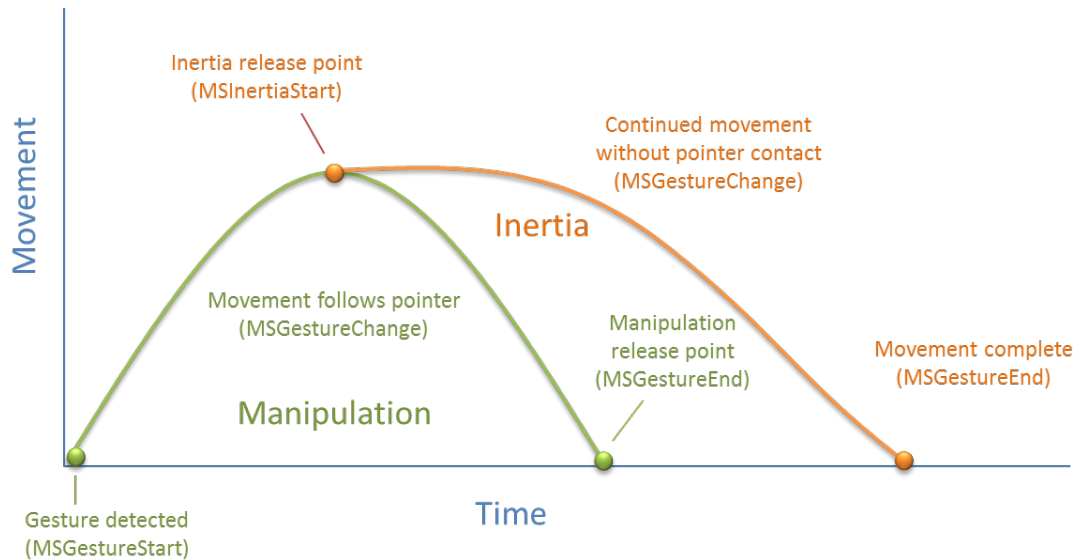 Inertia release point
(MSInertiaStart)
Continued movement
without pointer contact
(MSGestureChange)
Movement
Inertia
Movement follows pointer
(MSGestureChange)
Manipulation
release point
(MSGestureEnd)
Movement complete
(MSGestureEnd)
Manipulation
Time
Gesture detected
(MSGestureStart)